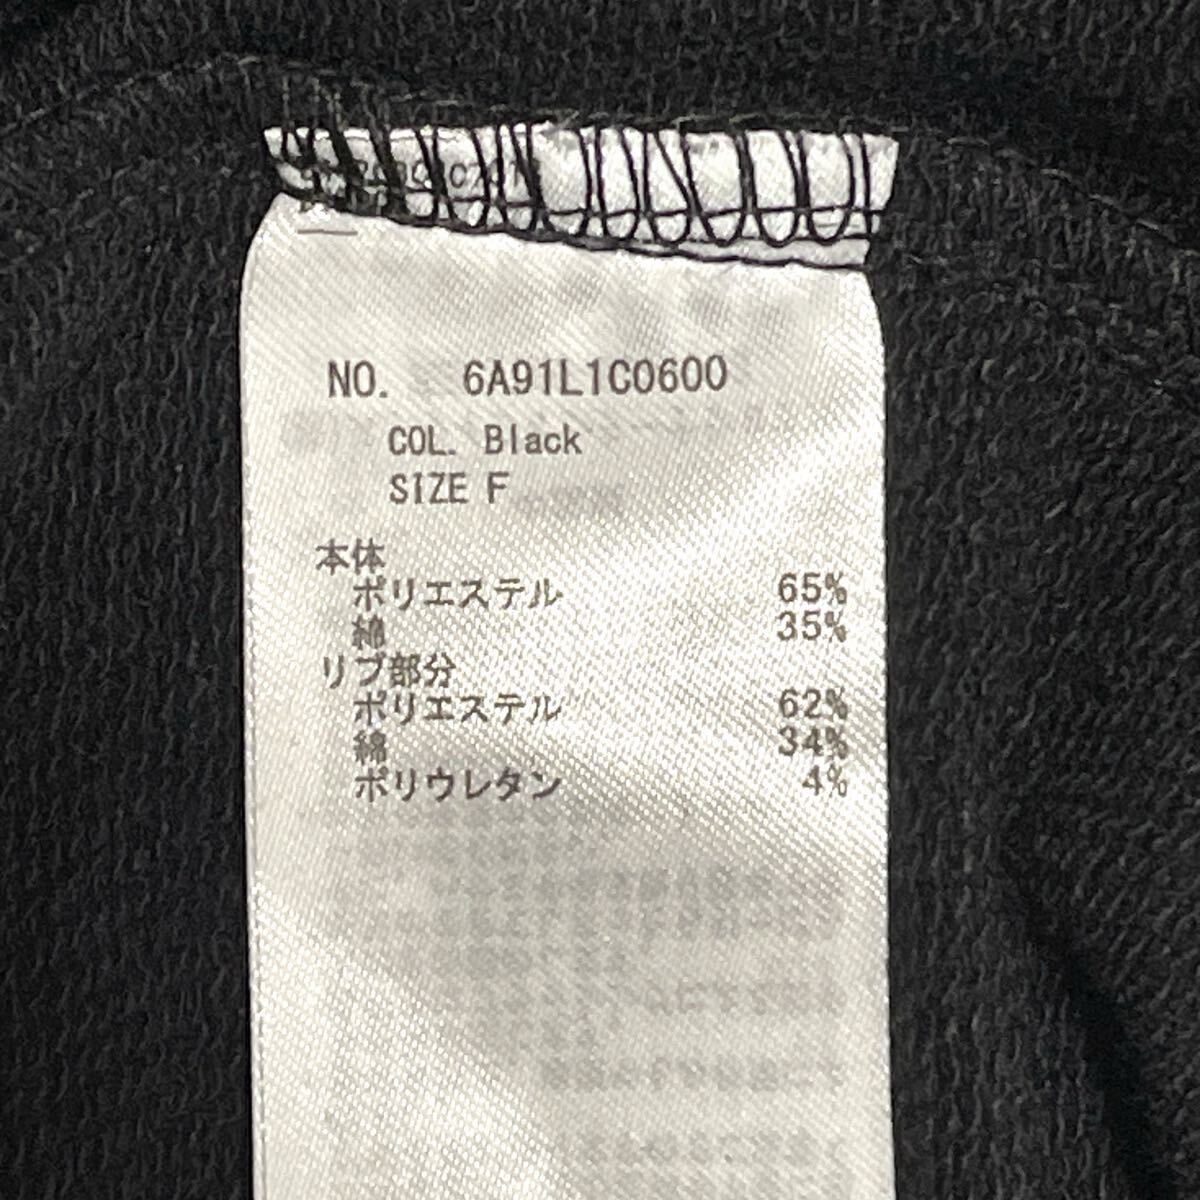 NO. 6A91L1C0600
COL. Black
SIZE F
本体
ポリエステル 65%
綿 35%
リブ部分
ポリエステル 62%
綿 34%
ポリウレタン 4%